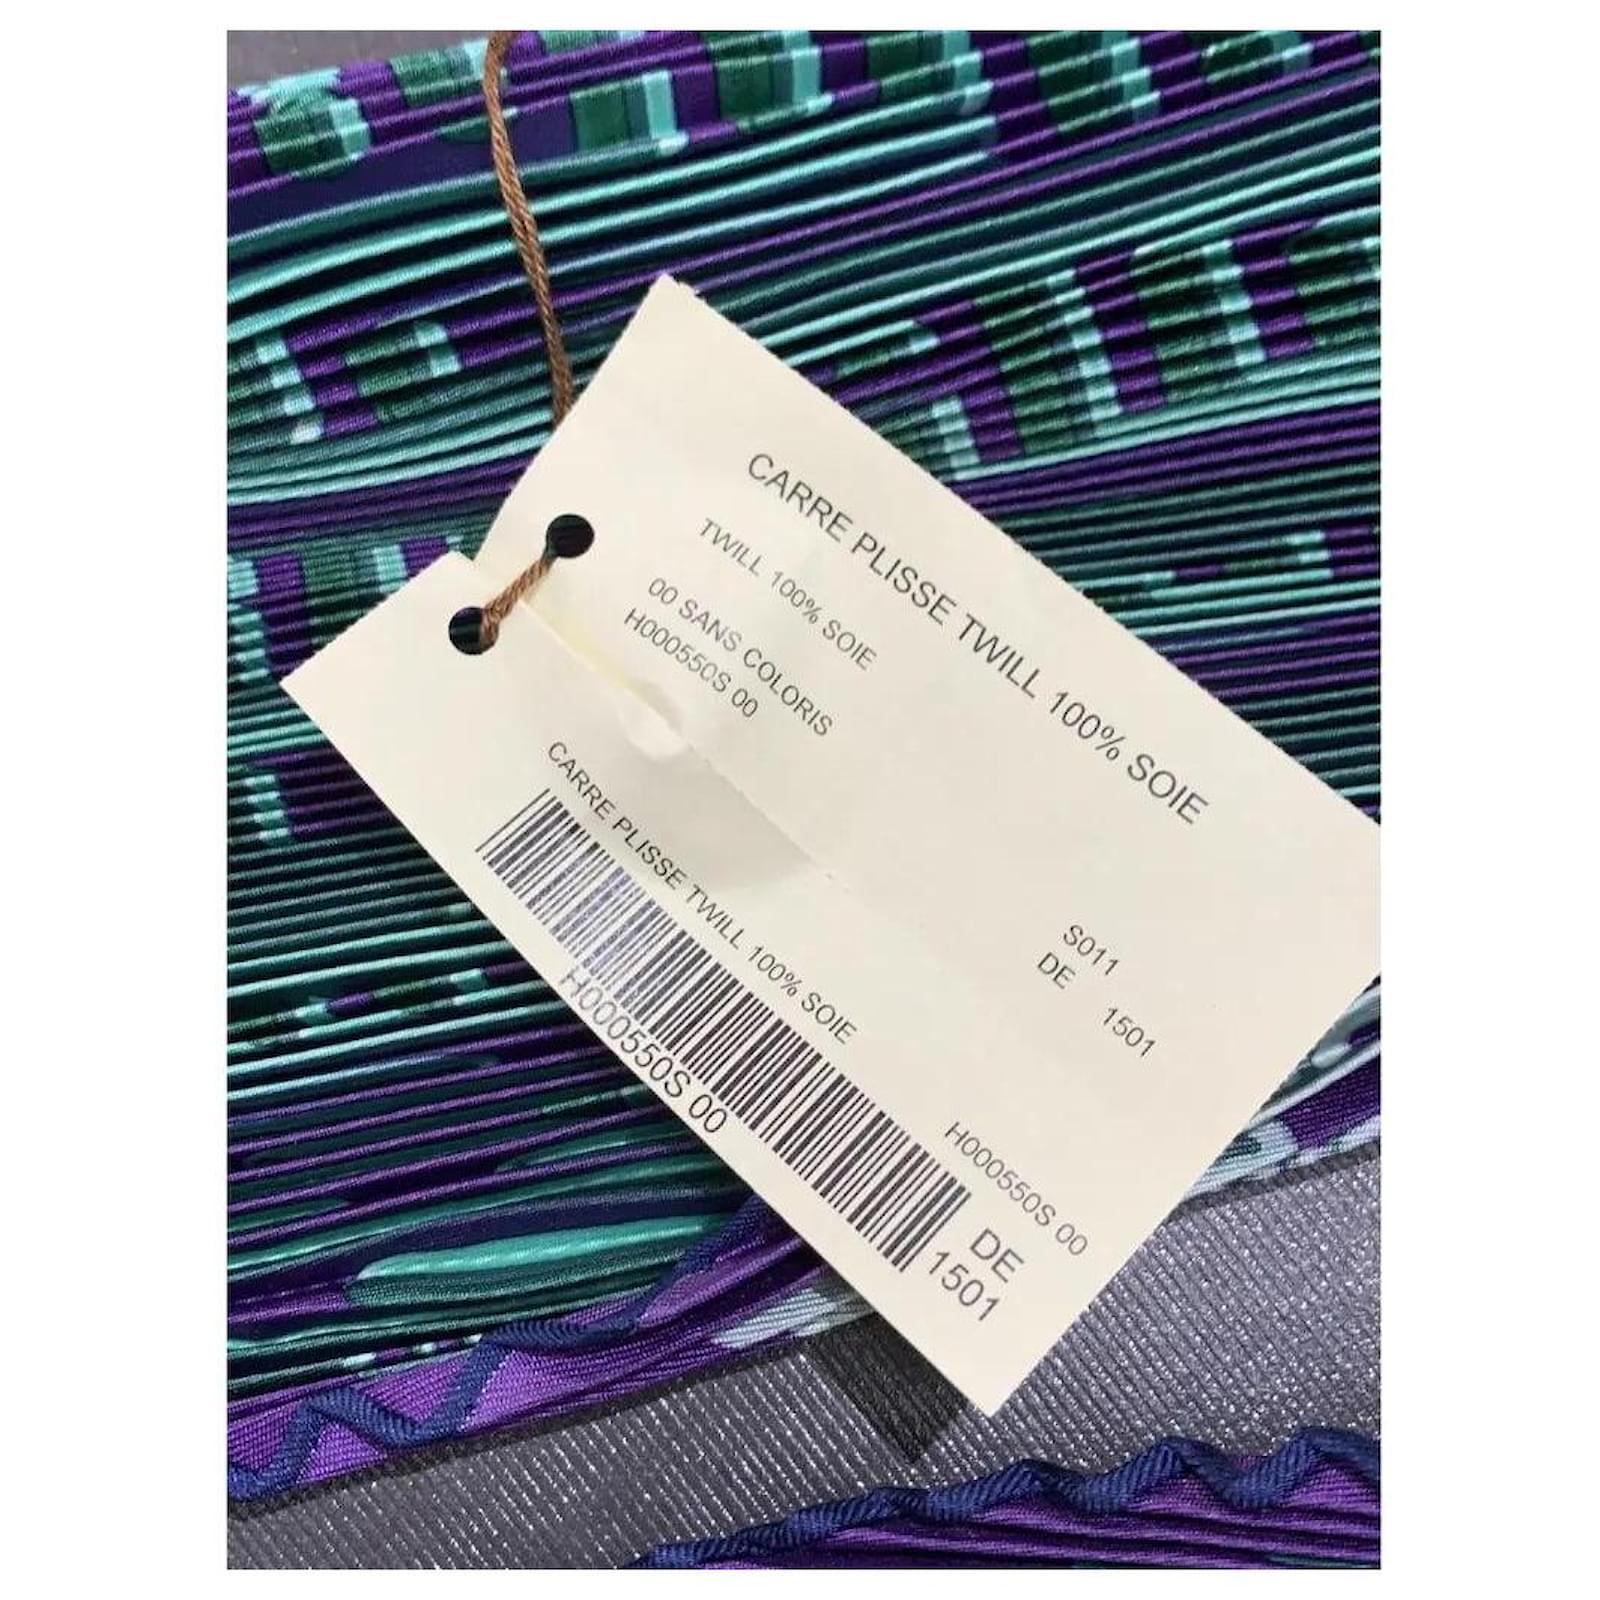 CARRE PLISSE TWILL 100% SOIE
TWILL 100% SOIE
00 SANS COLORIS
H000550S 00
S011
DE 1501
H000550S 00
CARRE PLISSE TWILL 100% SOIE
H000550S 00
DE
1501